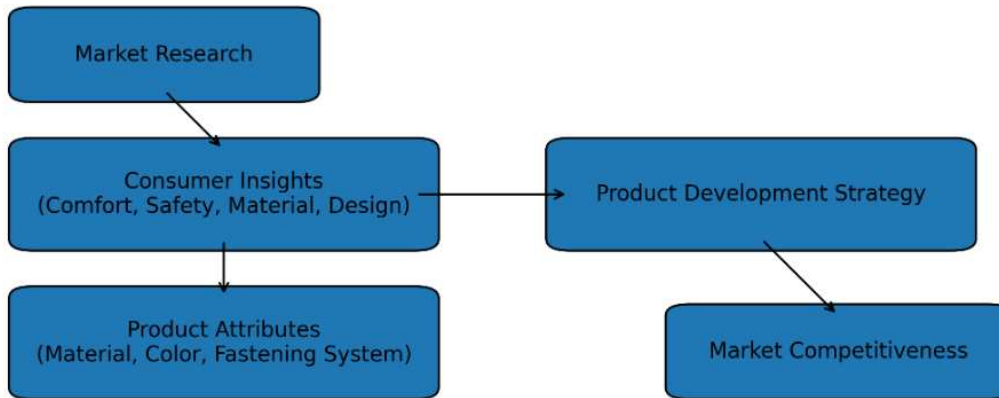 Market Research
Consumer Insights
(Comfort, Safety, Material, Design)
Product Development Strategy
Product Attributes
(Material, Color, Fastening System)
Market Competitiveness